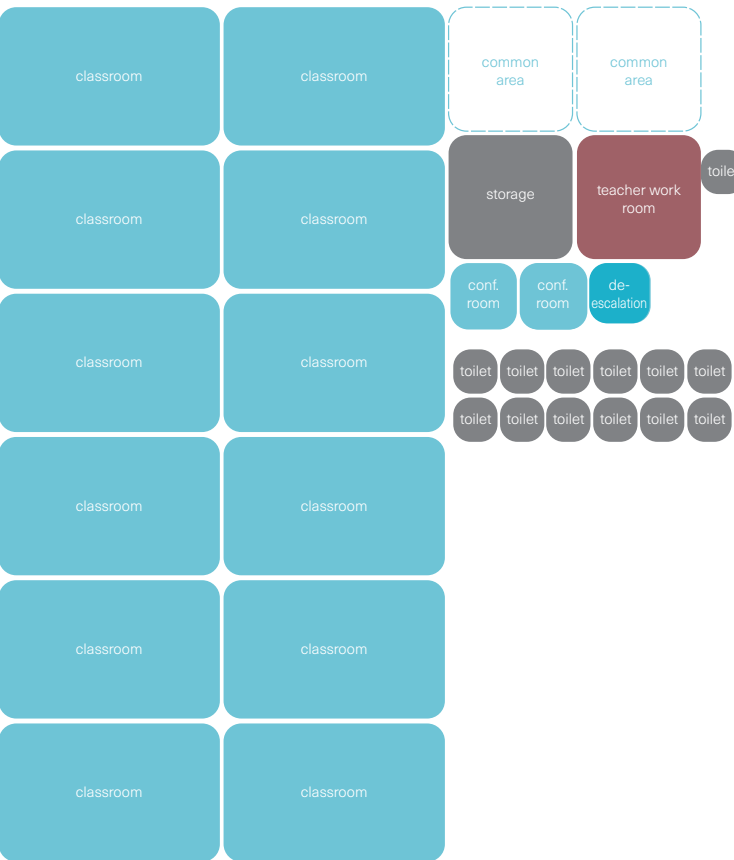 classroom
classroom
common
area
common
area
classroom
classroom
storage
teacher work
room
toile
conf.
room
conf.
room
de-
escalation
classroom
classroom
toilet
toilet
toilet
toilet
toilet
toilet
toilet
toilet
toilet
toilet
toilet
toilet
classroom
classroom
classroom
classroom
classroom
classroom